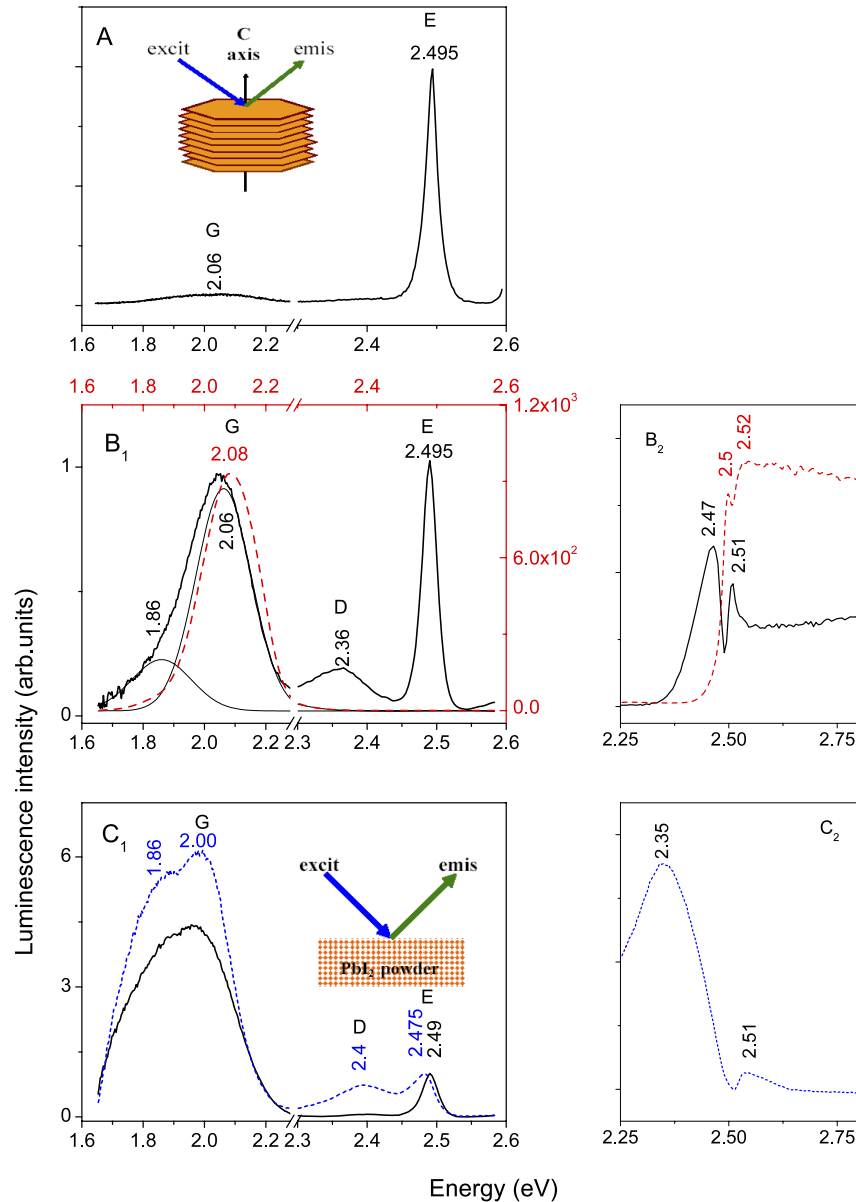 A
excit
C
axis
emis
E
2.495
G
2.06
1.6 1.8 2.0 2.2 2.4 2.5 2.6
1.6 1.8 2.0 2.2 2.4 2.6
1.2x10³
B₁
G
2.08
E
2.495
1
2.06
1.86
D
2.36
6.0x10²
0
0.0
1.6 1.8 2.0 2.2 2.3 2.4 2.5 2.6
B₂
2.47
2.5
2.52
2.51
2.25 2.50 2.75
Luminescence intensity (arb.units)
C₁
G
1.86
2.00
6
excit
emis
PbI₂ powder
3
D
2.4
E
2.475
2.49
0
1.6 1.8 2.0 2.2 2.3 2.4 2.5 2.6
C₂
2.35
2.51
2.25 2.50 2.75
Energy (eV)